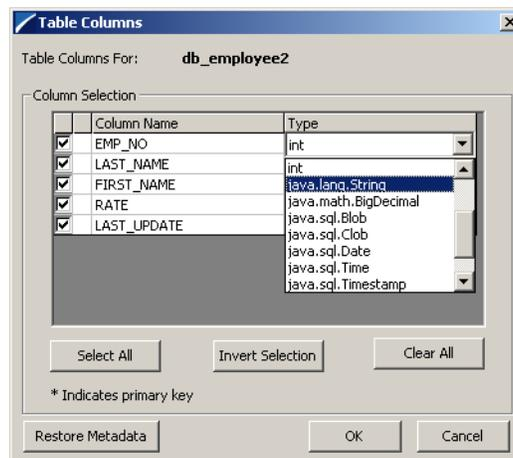 Table Columns
Table Columns For: db_employee2
Column Selection
Column Name Type
EMP_NO int
LAST_NAME int
FIRST_NAME java.lang.String
RATE java.math.BigDecimal
LAST_UPDATE java.sql.Blob
java.sql.Clob
java.sql.Date
java.sql.Time
java.sql.Timestamp
Select All Invert Selection Clear All
* Indicates primary key
Restore Metadata OK Cancel